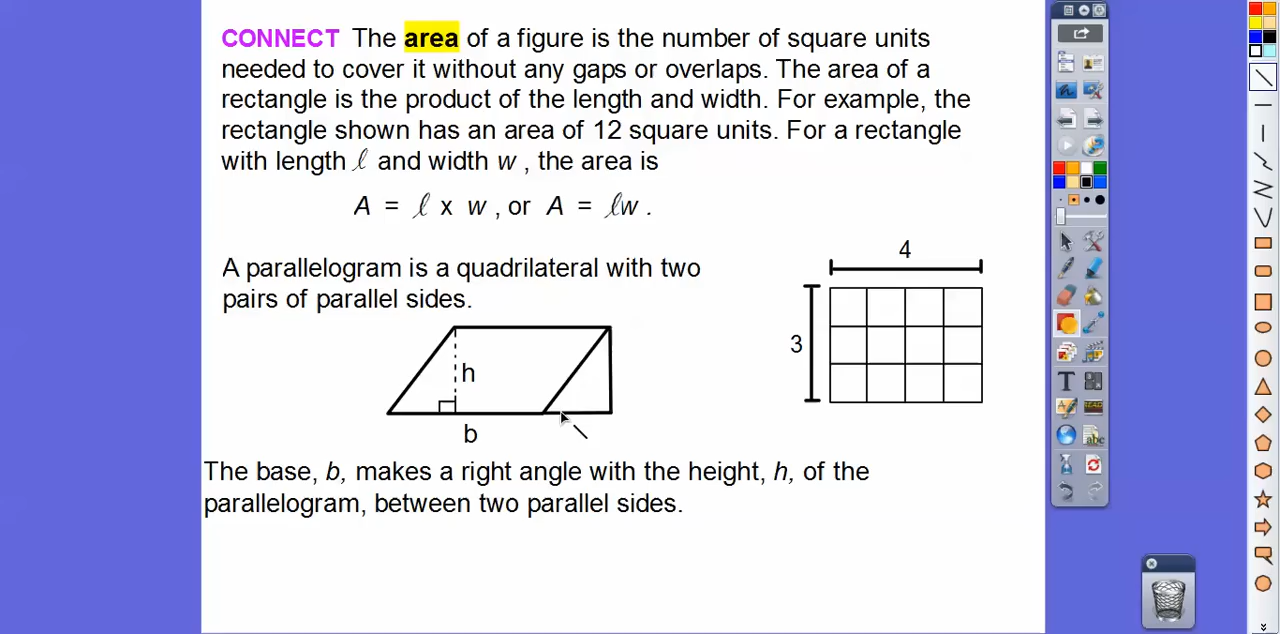 CONNECT The area of a figure is the number of square units
needed to cover it without any gaps or overlaps. The area of a
rectangle is the product of the length and width. For example, the
rectangle shown has an area of 12 square units. For a rectangle
with length ℓ and width w , the area is
A = ℓ x w , or A = ℓw .
4
A parallelogram is a quadrilateral with two
pairs of parallel sides.
3
h
b
The base, b, makes a right angle with the height, h, of the
parallelogram, between two parallel sides.
T
abc